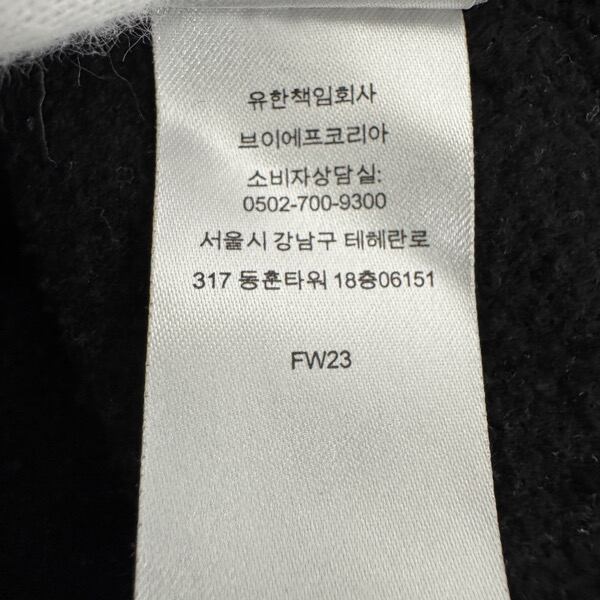 유한책임회사
브이에프코리아
소비자상담실:
0502-700-9300
서울시 강남구 테헤란로
317 동훈타워 18층06151
FW23